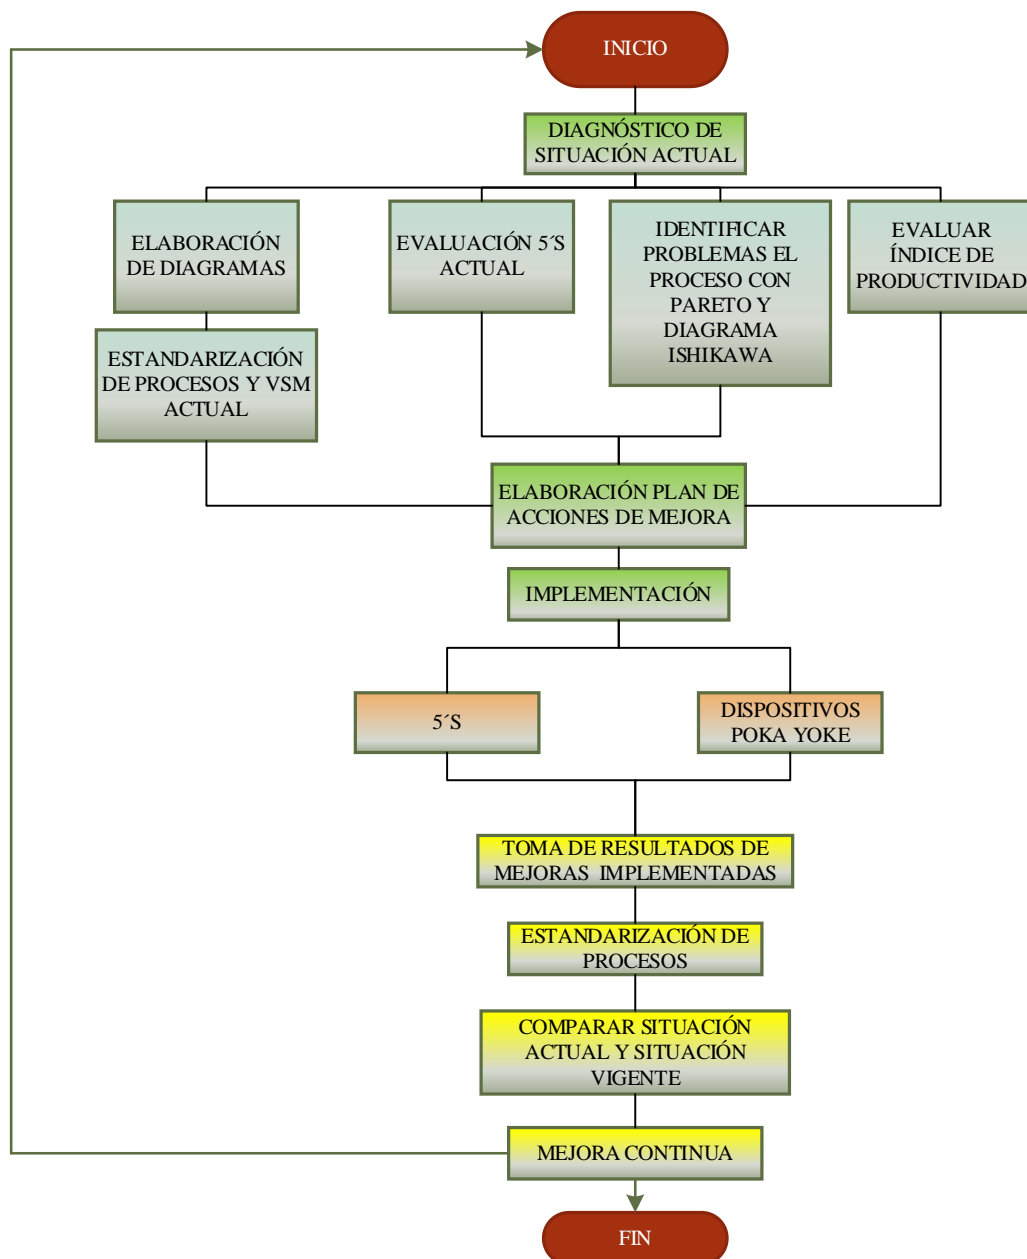 INICIO
DIAGNÓSTICO DE
SITUACIÓN ACTUAL
ELABORACIÓN
DE DIAGRAMAS
EVALUACIÓN 5´S
ACTUAL
IDENTIFICAR
PROBLEMAS EL
PROCESO CON
PARETO Y
DIAGRAMA
ISHIKAWA
EVALUAR
ÍNDICE DE
PRODUCTIVIDAD
ESTANDARIZACIÓN
DE PROCESOS Y VSM
ACTUAL
ELABORACIÓN PLAN DE
ACCIONES DE MEJORA
IMPLEMENTACIÓN
5´S
DISPOSITIVOS
POKA YOKE
TOMA DE RESULTADOS DE
MEJORAS IMPLEMENTADAS
ESTANDARIZACIÓN DE
PROCESOS
COMPARAR SITUACIÓN
ACTUAL Y SITUACIÓN
VIGENTE
MEJORA CONTINUA
FIN